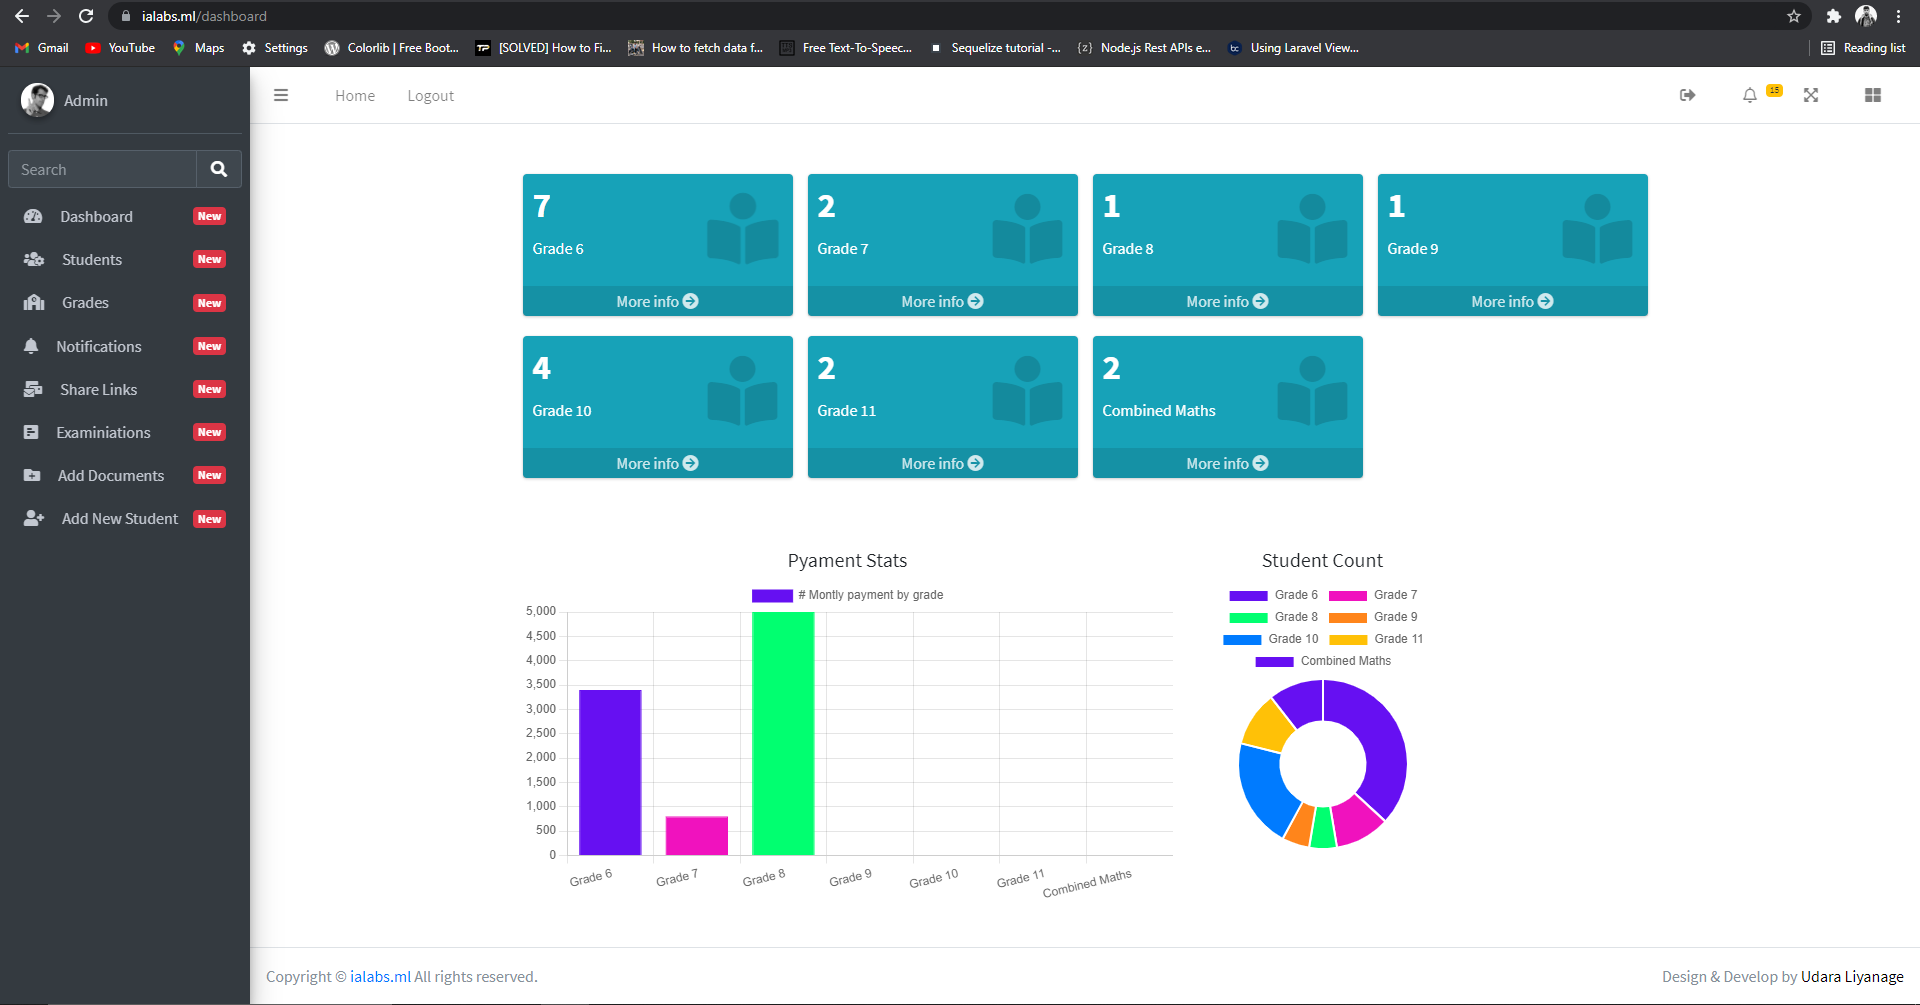 ialabs.ml/dashboard
Gmail YouTube Maps Settings Colorlib | Free Boot... [SOLVED] How to Fi... How to fetch data f... Free Text-To-Speec... Sequelize tutorial -... Node.js Rest APIs e... Using Laravel View... Reading list
Admin
Home Logout
15
Search
Dashboard New
Students New
Grades New
Notifications New
Share Links New
Examiniations New
Add Documents New
Add New Student New
7
Grade 6
More info
2
Grade 7
More info
1
Grade 8
More info
1
Grade 9
More info
4
Grade 10
More info
2
Grade 11
More info
2
Combined Maths
More info
Pyament Stats
# Montly payment by grade
5,000
4,500
4,000
3,500
3,000
2,500
2,000
1,500
1,000
500
0
Grade 6 Grade 7 Grade 8 Grade 9 Grade 10 Grade 11 Combined Maths
Student Count
Grade 6 Grade 7
Grade 8 Grade 9
Grade 10 Grade 11
Combined Maths
Copyright © ialabs.ml All rights reserved.
Design & Develop by Udara Liyanage